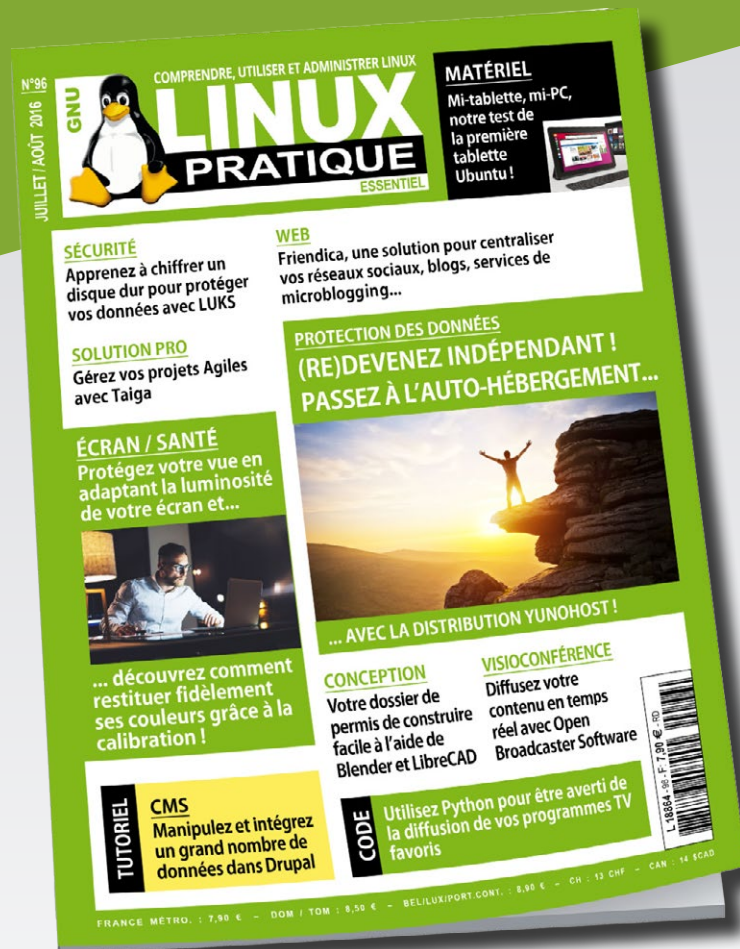 N°96
JUILLET / AOÛT 2016
COMPRENDRE, UTILISER ET ADMINISTRER LINUX
GNU
LINUX
PRATIQUE
ESSENTIEL
MATÉRIEL
Mi-tablette, mi-PC,
notre test de
la première
tablette
Ubuntu !
SÉCURITÉ
Apprenez à chiffrer un
disque dur pour protéger
vos données avec LUKS
WEB
Friendica, une solution pour centraliser
vos réseaux sociaux, blogs, services de
microblogging...
SOLUTION PRO
Gérez vos projets Agiles
avec Taiga
PROTECTION DES DONNÉES
(RE)DEVENEZ INDÉPENDANT !
PASSEZ À L'AUTO-HÉBERGEMENT...
... AVEC LA DISTRIBUTION YUNOHOST !
ÉCRAN / SANTÉ
Protégez votre vue en
adaptant la luminosité
de votre écran et...
... découvrez comment
restituer fidèlement
ses couleurs grâce à la
calibration !
CONCEPTION
Votre dossier de
permis de construire
facile à l'aide de
Blender et LibreCAD
VISIOCONFÉRENCE
Diffusez votre
contenu en temps
réel avec Open
Broadcaster Software
L 18864 - 96 - F: 7,90 € - RD
TUTORIEL
CMS
Manipulez et intégrez
un grand nombre de
données dans Drupal
CODE
Utilisez Python pour être averti de
la diffusion de vos programmes TV
favoris
FRANCE MÉTRO. : 7,90 € – DOM / TOM : 8,50 € – BEL/LUX/PORT.CONT. : 8,90 € – CH : 13 CHF – CAN : 14 $CAD